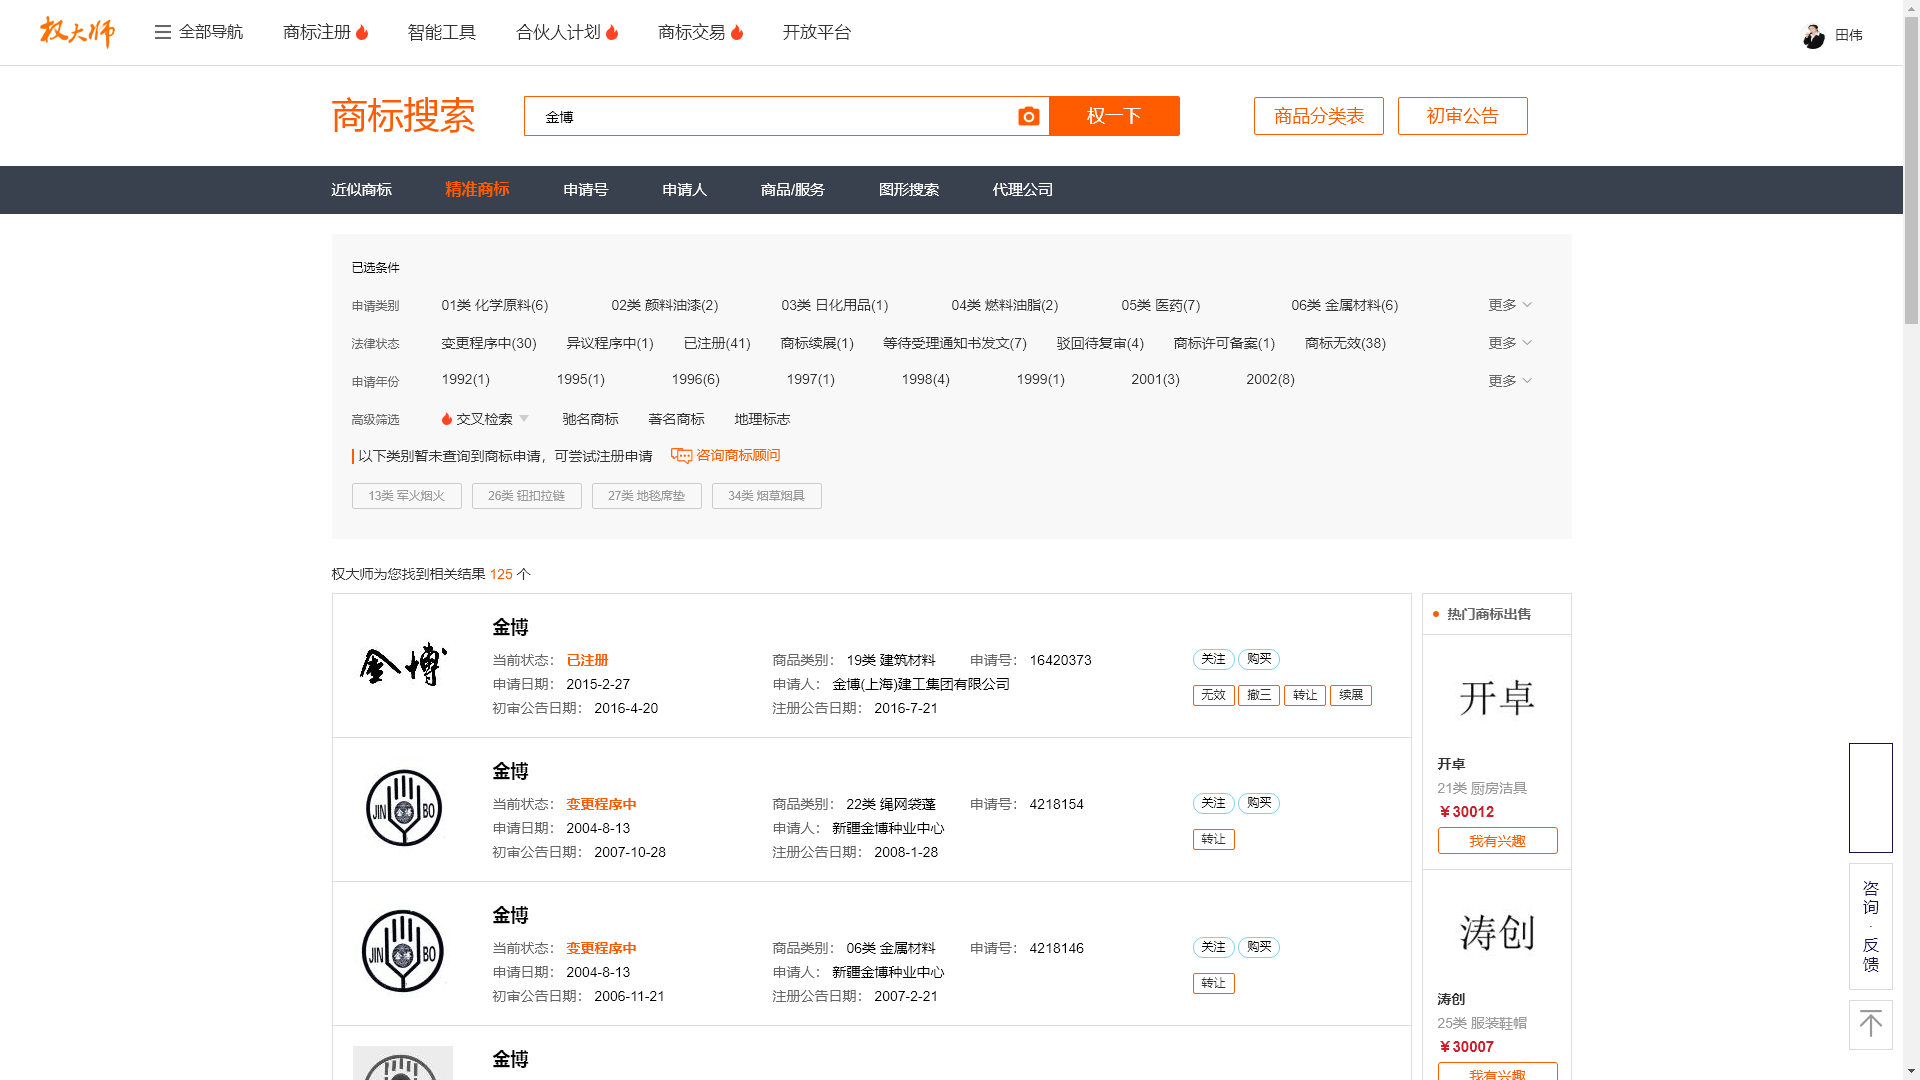 权大师 全部导航 商标注册 智能工具 合伙人计划 商标交易 开放平台 田伟
商标搜索 金博 权一下 商品分类表 初审公告
近似商标 精准商标 申请号 申请人 商品/服务 图形搜索 代理公司
已选条件
申请类别 01类 化学原料(6) 02类 颜料油漆(2) 03类 日化用品(1) 04类 燃料油脂(2) 05类 医药(7) 06类 金属材料(6) 更多
法律状态 变更程序中(30) 异议程序中(1) 已注册(41) 商标续展(1) 等待受理通知书发文(7) 驳回待复审(4) 商标许可备案(1) 商标无效(38) 更多
申请年份 1992(1) 1995(1) 1996(6) 1997(1) 1998(4) 1999(1) 2001(3) 2002(8) 更多
高级筛选 交叉检索 驰名商标 著名商标 地理标志
以下类别暂未查询到商标申请，可尝试注册申请 咨询商标顾问
13类 军火烟火 26类 钮扣拉链 27类 地毯席垫 34类 烟草烟具
权大师为您找到相关结果 125 个
金博
金博
当前状态： 已注册 商品类别： 19类 建筑材料 申请号： 16420373 关注 购买
申请日期： 2015-2-27 申请人： 金博(上海)建工集团有限公司 无效 撤三 转让 续展
初审公告日期： 2016-4-20 注册公告日期： 2016-7-21
JIN BO
金博
当前状态： 变更程序中 商品类别： 22类 绳网袋蓬 申请号： 4218154 关注 购买
申请日期： 2004-8-13 申请人： 新疆金博种业中心 转让
初审公告日期： 2007-10-28 注册公告日期： 2008-1-28
JIN BO
金博
当前状态： 变更程序中 商品类别： 06类 金属材料 申请号： 4218146 关注 购买
申请日期： 2004-8-13 申请人： 新疆金博种业中心 转让
初审公告日期： 2006-11-21 注册公告日期： 2007-2-21
金博
热门商标出售
开卓
开卓
21类 厨房洁具
￥30012
我有兴趣
涛创
涛创
25类 服装鞋帽
￥30007
我有兴趣
咨询·反馈